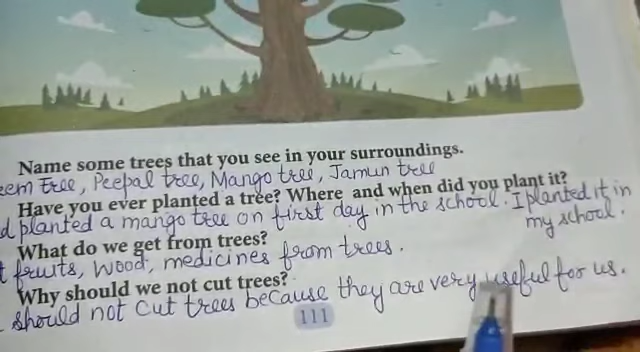 Name some trees that you see in your surroundings.
eem tree, Peepal tree, Mango tree, Jamun tree
Have you ever planted a tree? Where and when did you plant it?
d planted a mango tree on first day in the school. I planted it in
my school.
What do we get from trees?
t fruits, wood, medicines from trees.
Why should we not cut trees?
should not cut trees because they are very useful for us.
111